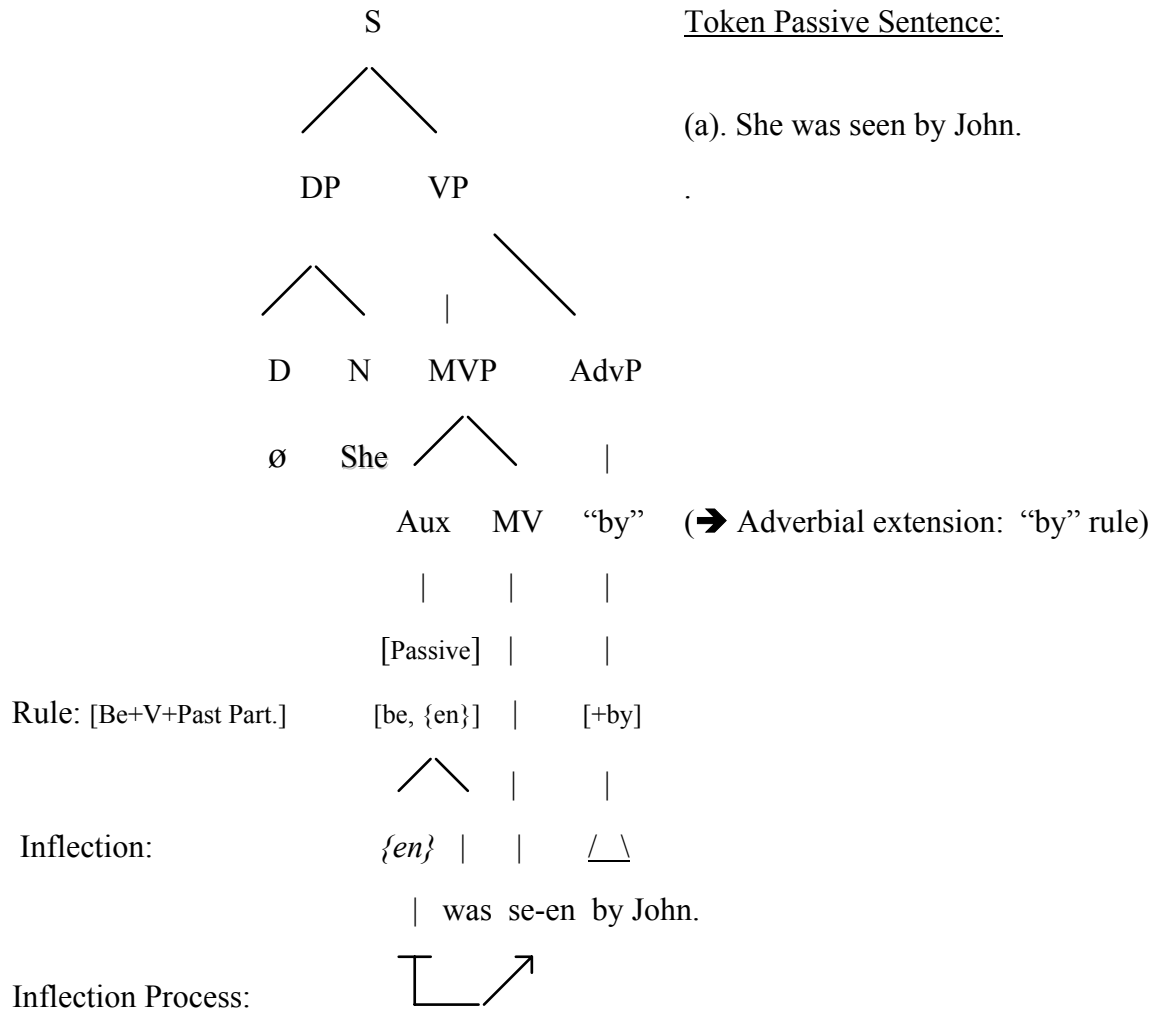 S Token Passive Sentence:
(a). She was seen by John.
DP VP .
D N MVP AdvP
ø She
Aux MV “by” (➔ Adverbial extension: “by” rule)
[Passive]
Rule: [Be+V+Past Part.] [be, {en}] [+by]
Inflection: {en}
was se-en by John.
Inflection Process: